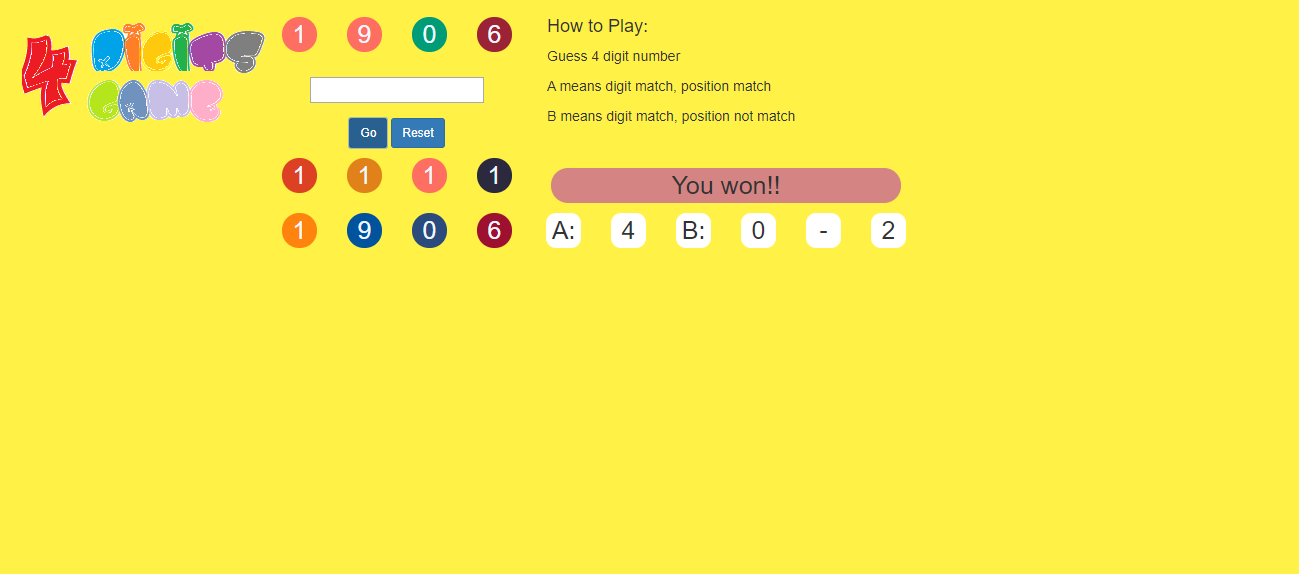 4 DIGITS
GAME
1 9 0 6
Go Reset
How to Play:
Guess 4 digit number
A means digit match, position match
B means digit match, position not match
1 1 1 1
You won!!
1 9 0 6 A: 4 B: 0 - 2